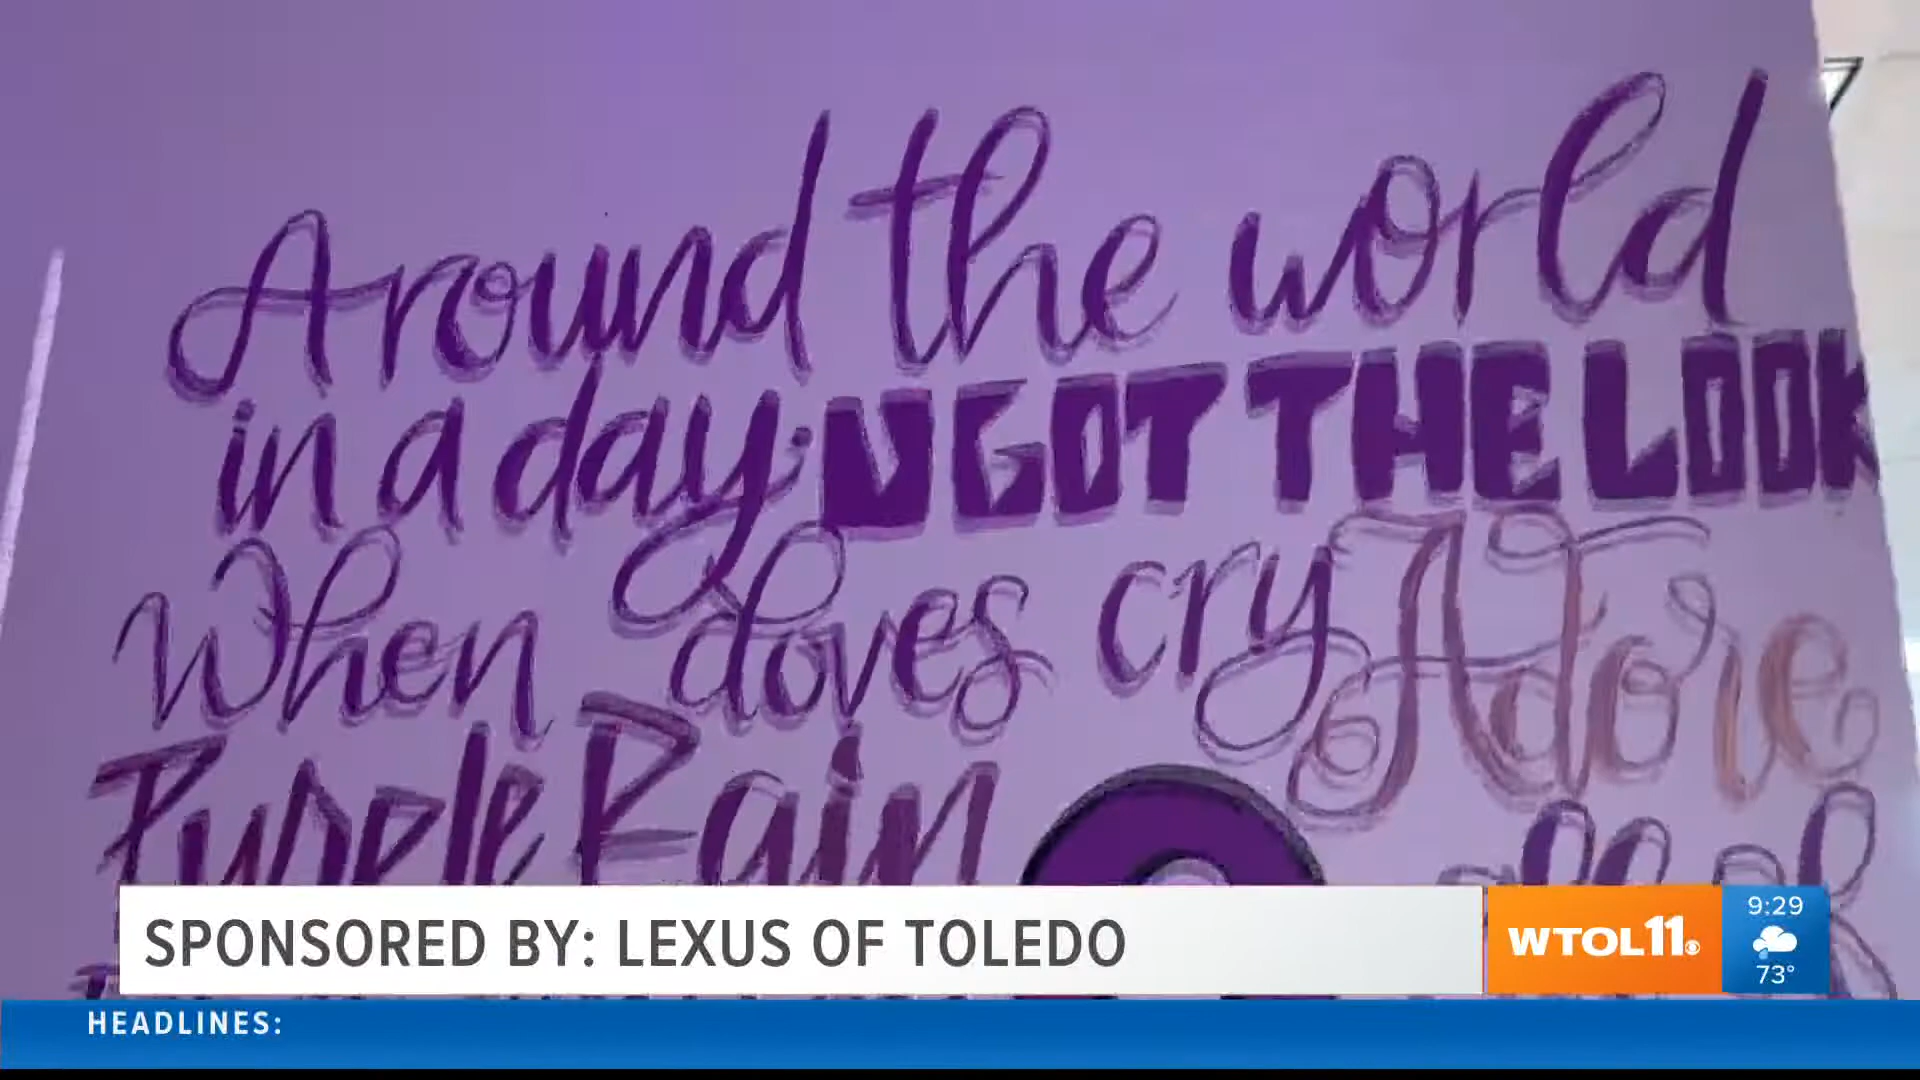 Around the world
in a day U GOT THE LOOK
When doves cry Adore
Purple Rain
SPONSORED BY: LEXUS OF TOLEDO
WTOL11
9:29
73°
HEADLINES: